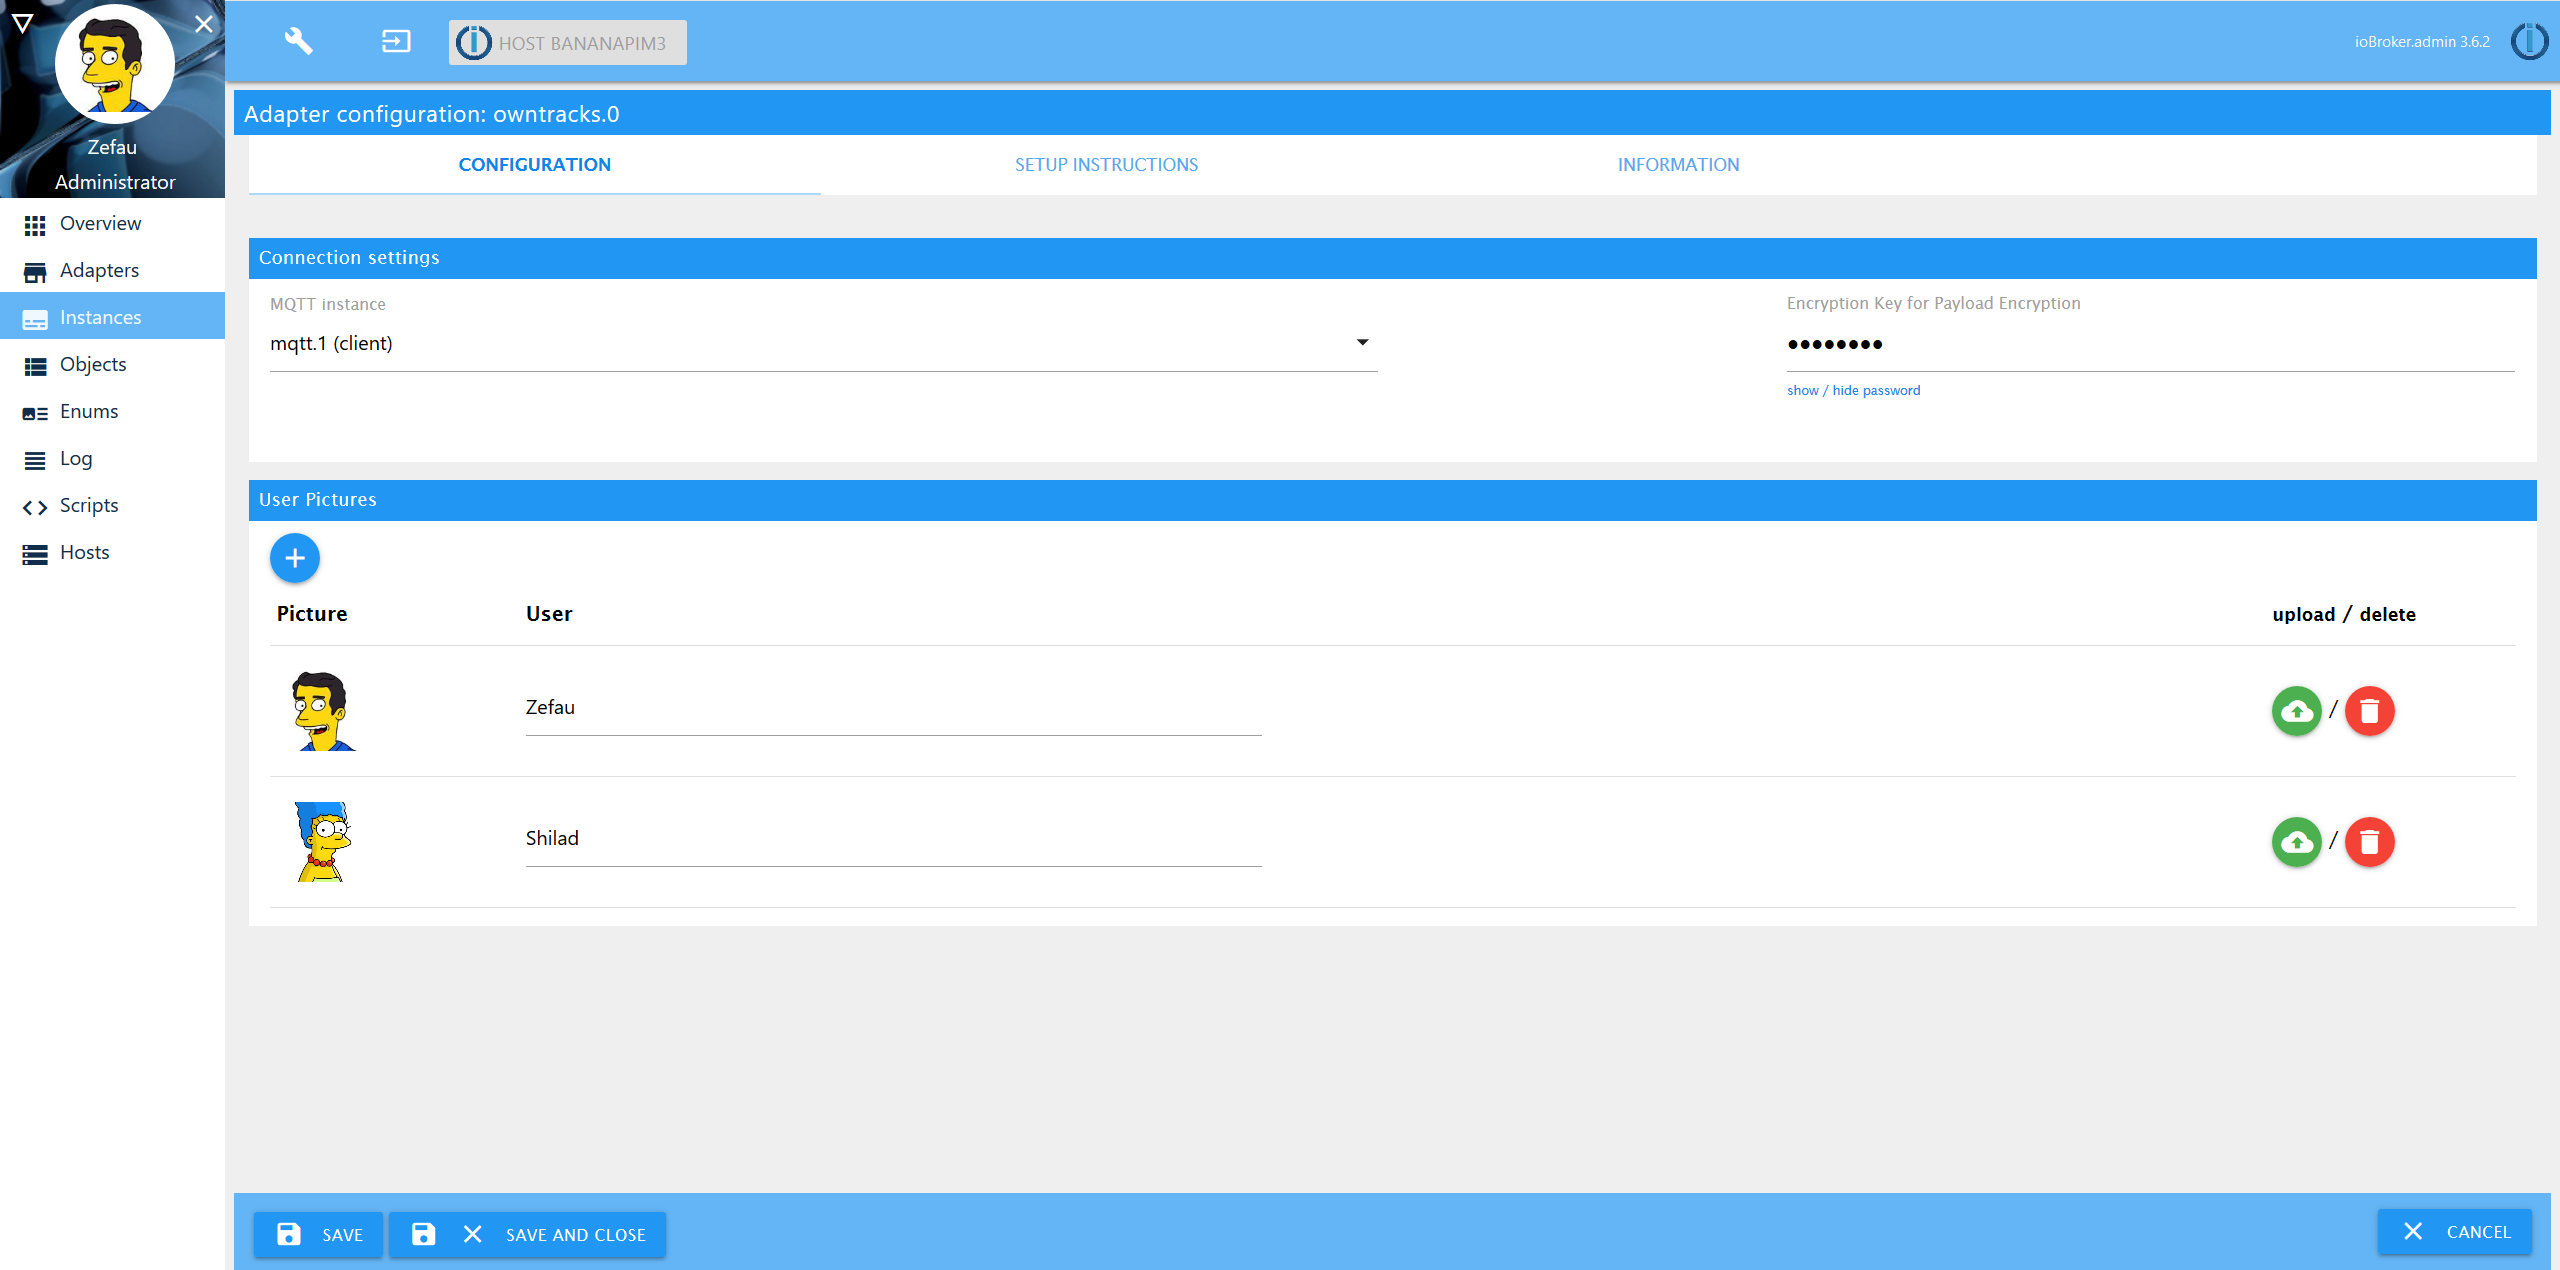 HOST BANANAPIM3
ioBroker.admin 3.6.2
Zefau
Administrator
Overview
Adapters
Instances
Objects
Enums
Log
Scripts
Hosts
Adapter configuration: owntracks.0
CONFIGURATION
SETUP INSTRUCTIONS
INFORMATION
Connection settings
MQTT instance
mqtt.1 (client)
Encryption Key for Payload Encryption
••••••••
show / hide password
User Pictures
Picture
User
upload / delete
Zefau
/
Shilad
/
SAVE
SAVE AND CLOSE
CANCEL